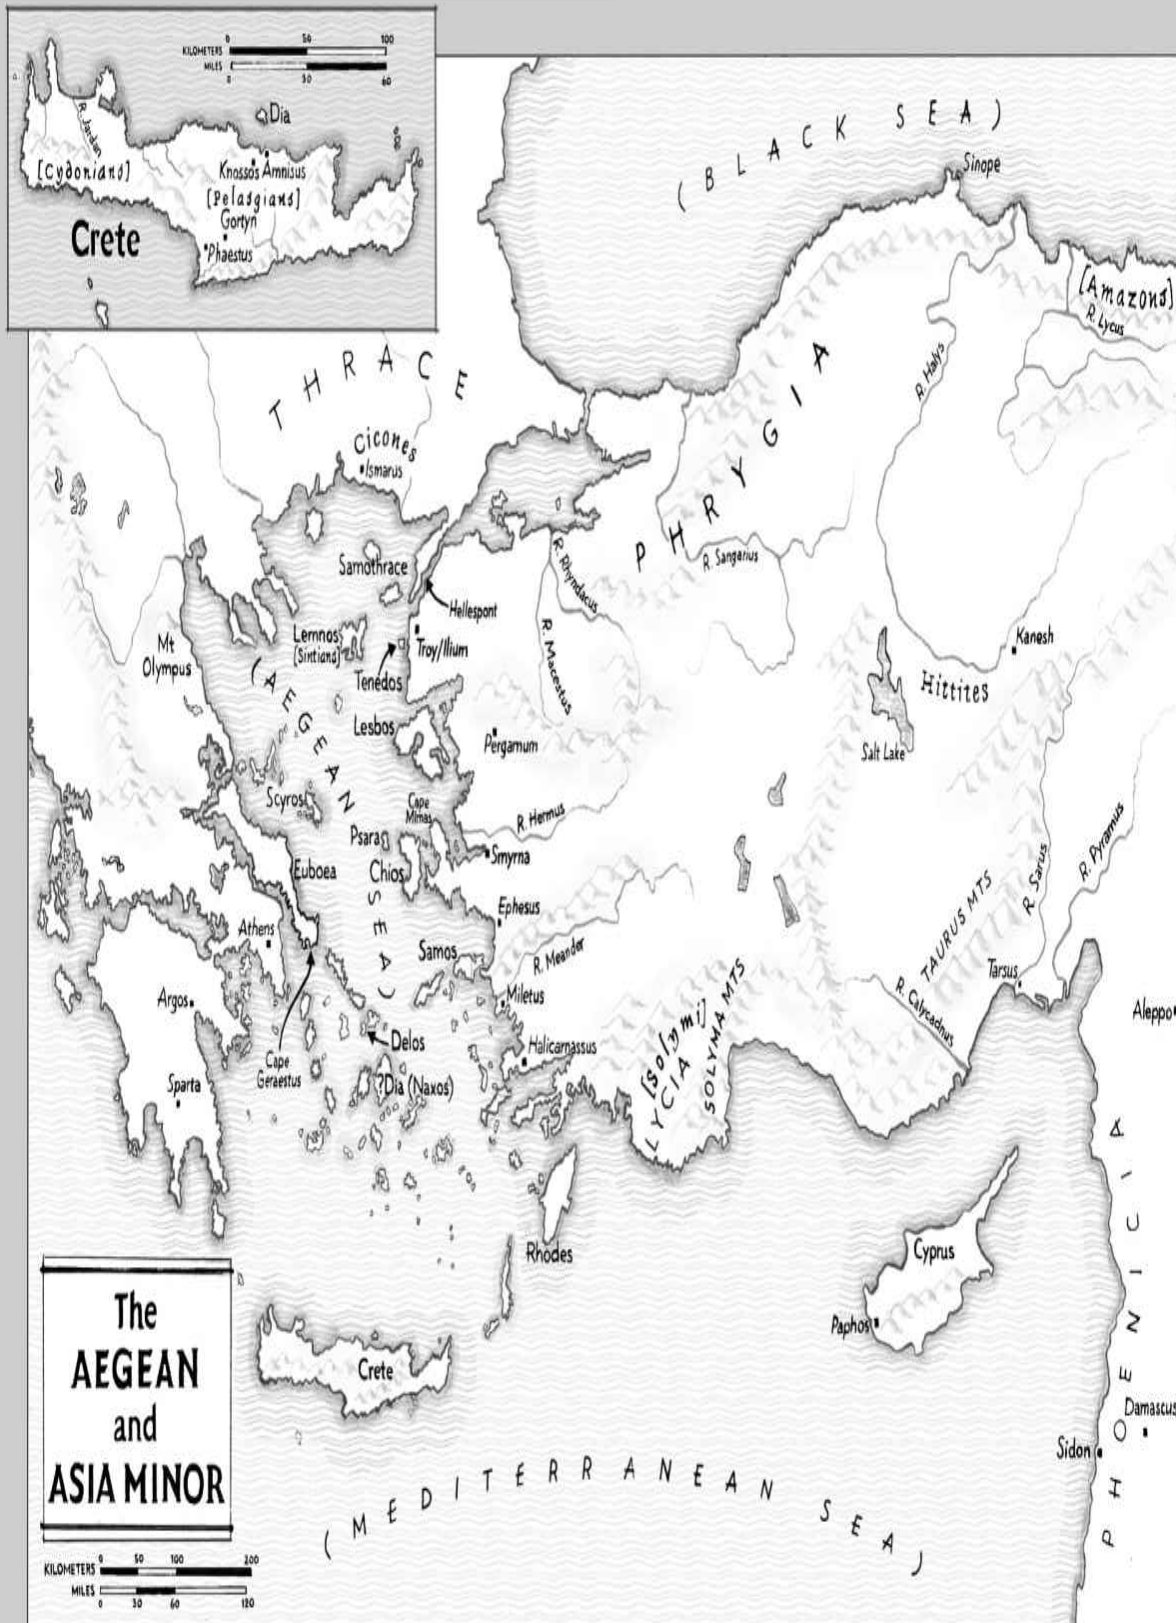 0 50 100
KILOMETERS
MILES
0 30 60
Dia
R. Jardan
[Cydonians]
Knossos Amnisus
[Pelasgians]
Gortyn
Phaestus
Crete
(BLACK SEA)
Sinope
[Amazons]
R. Lycus
R. Halys
THRACE
Cicones
Ismarus
PHRYGIA
R. Sangarius
R. Rhyndacus
R. Macestus
Samothrace
Hellespont
Lemnos
[Sintians]
Troy/Ilium
Tenedos
Mt
Olympus
(AEGEAN SEA)
Lesbos
Pergamum
Kanesh
Hittites
Salt Lake
Scyros
Cape
Mimas
Psara
R. Hermus
Smyrna
Chios
Euboea
Ephesus
Athens
Samos
R. Meander
TAURUS MTS
R. Sarus
R. Pyramus
Tarsus
R. Calycadnus
Aleppo
Argos
Miletus
Delos
Halicarnassus
Cape
Geraestus
?Dia (Naxos)
Sparta
[Solymi]
LYCIA
SOLYMA MTS
Rhodes
Cyprus
Paphos
Crete
PHOENICIA
Damascus
Sidon
(MEDITERRANEAN SEA)
The
AEGEAN
and
ASIA MINOR
0 50 100 200
KILOMETERS
MILES
0 30 60 120